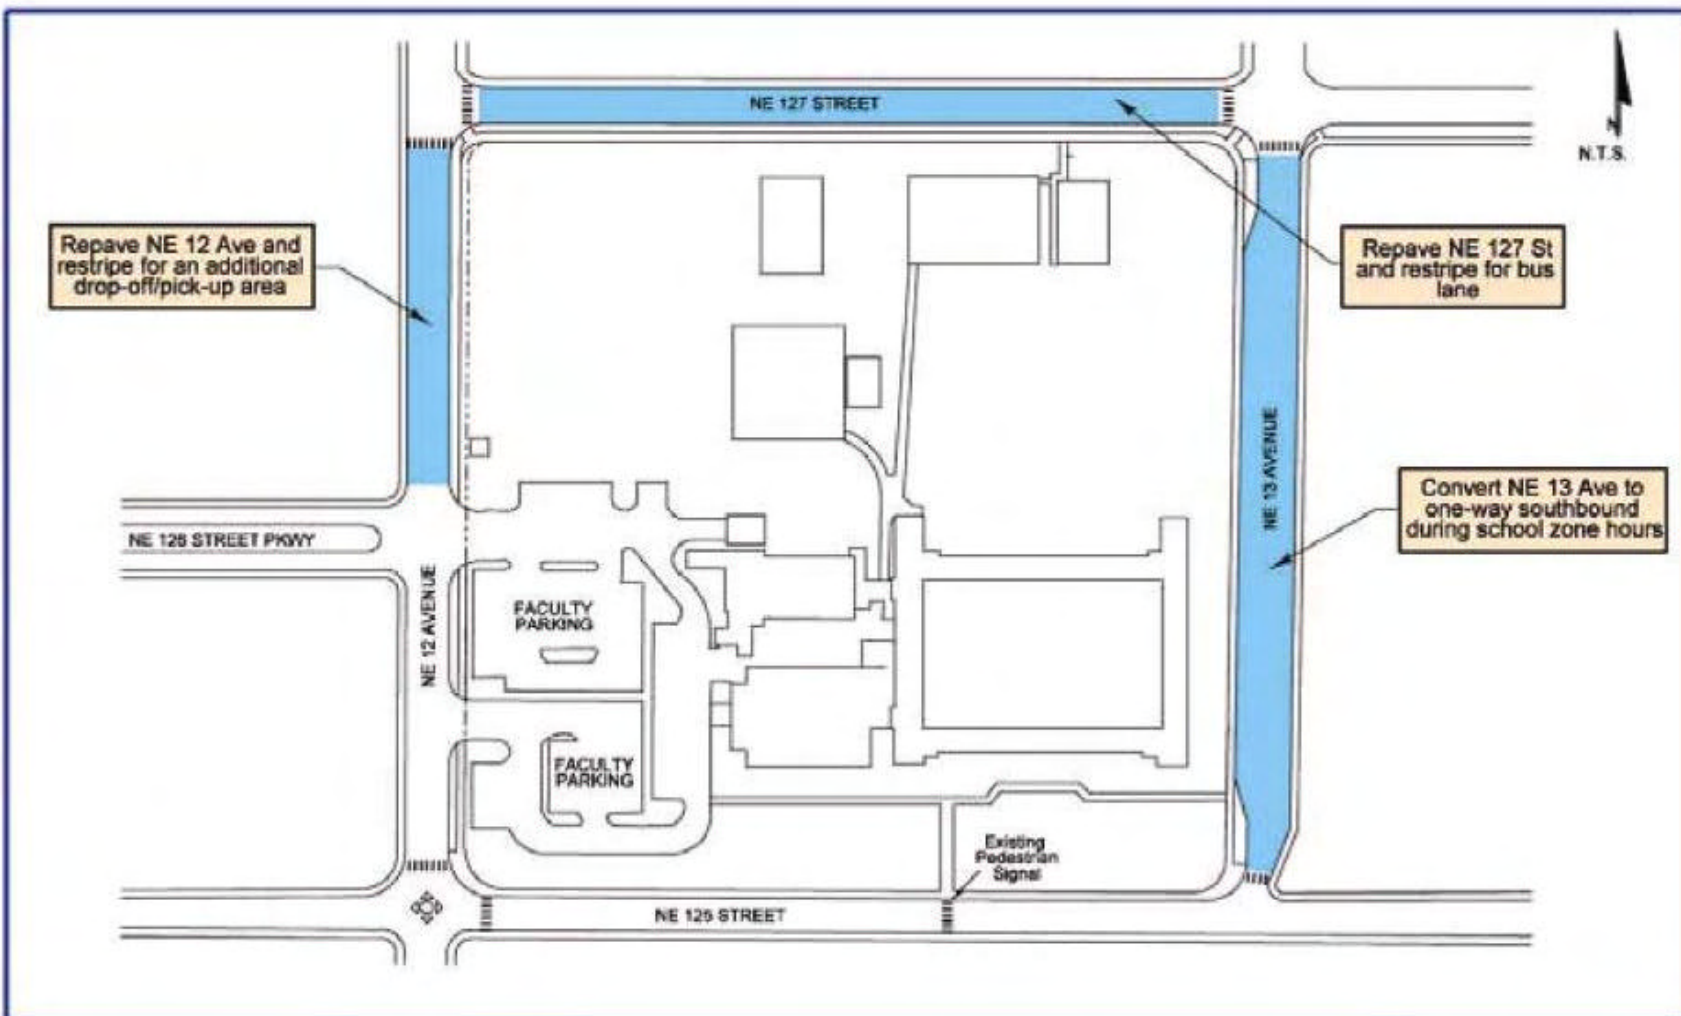 NE 127 STREET
N
N.T.S.
Repave NE 12 Ave and
restripe for an additional
drop-off/pick-up area
Repave NE 127 St
and restripe for bus
lane
NE 13 AVENUE
Convert NE 13 Ave to
one-way southbound
during school zone hours
NE 126 STREET PKWY
NE 12 AVENUE
FACULTY
PARKING
FACULTY
PARKING
Existing
Pedestrian
Signal
NE 125 STREET